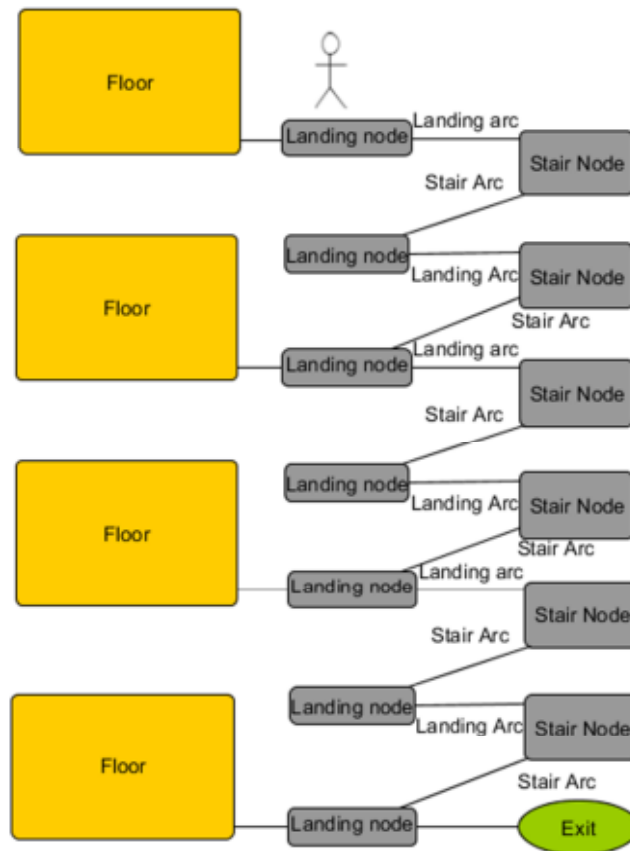 Floor
Landing node
Landing arc
Stair Node
Stair Arc
Landing node
Landing Arc
Stair Node
Stair Arc
Floor
Landing node
Landing arc
Stair Node
Stair Arc
Landing node
Landing Arc
Stair Node
Stair Arc
Floor
Landing node
Landing arc
Stair Node
Stair Arc
Landing node
Landing Arc
Stair Node
Stair Arc
Floor
Landing node
Exit